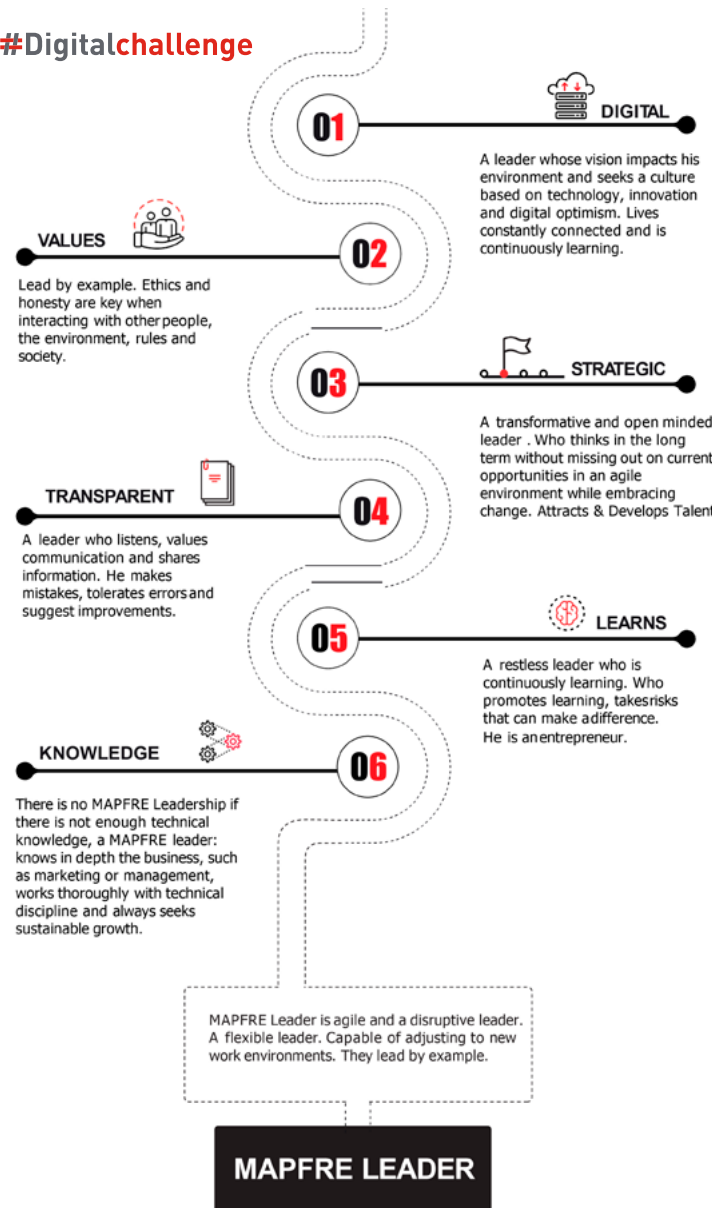 #Digitalchallenge
01
DIGITAL
A leader whose vision impacts his
environment and seeks a culture
based on technology, innovation
and digital optimism. Lives
constantly connected and is
continuously learning.
VALUES
02
Lead by example. Ethics and
honesty are key when
interacting with other people,
the environment, rules and
society.
03
STRATEGIC
A transformative and open minded
leader . Who thinks in the long
term without missing out on current
opportunities in an agile
environment while embracing
change. Attracts & Develops Talent
TRANSPARENT
04
A leader who listens, values
communication and shares
information. He makes
mistakes, tolerates errors and
suggest improvements.
05
LEARNS
A restless leader who is
continuously learning. Who
promotes learning, takesrisks
that can make adifference.
He is anentrepreneur.
KNOWLEDGE
06
There is no MAPFRE Leadership if
there is not enough technical
knowledge, a MAPFRE leader:
knows in depth the business, such
as marketing or management,
works thoroughly with technical
discipline and always seeks
sustainable growth.
MAPFRE Leader is agile and a disruptive leader.
A flexible leader. Capable of adjusting to new
work environments. They lead by example.
MAPFRE LEADER